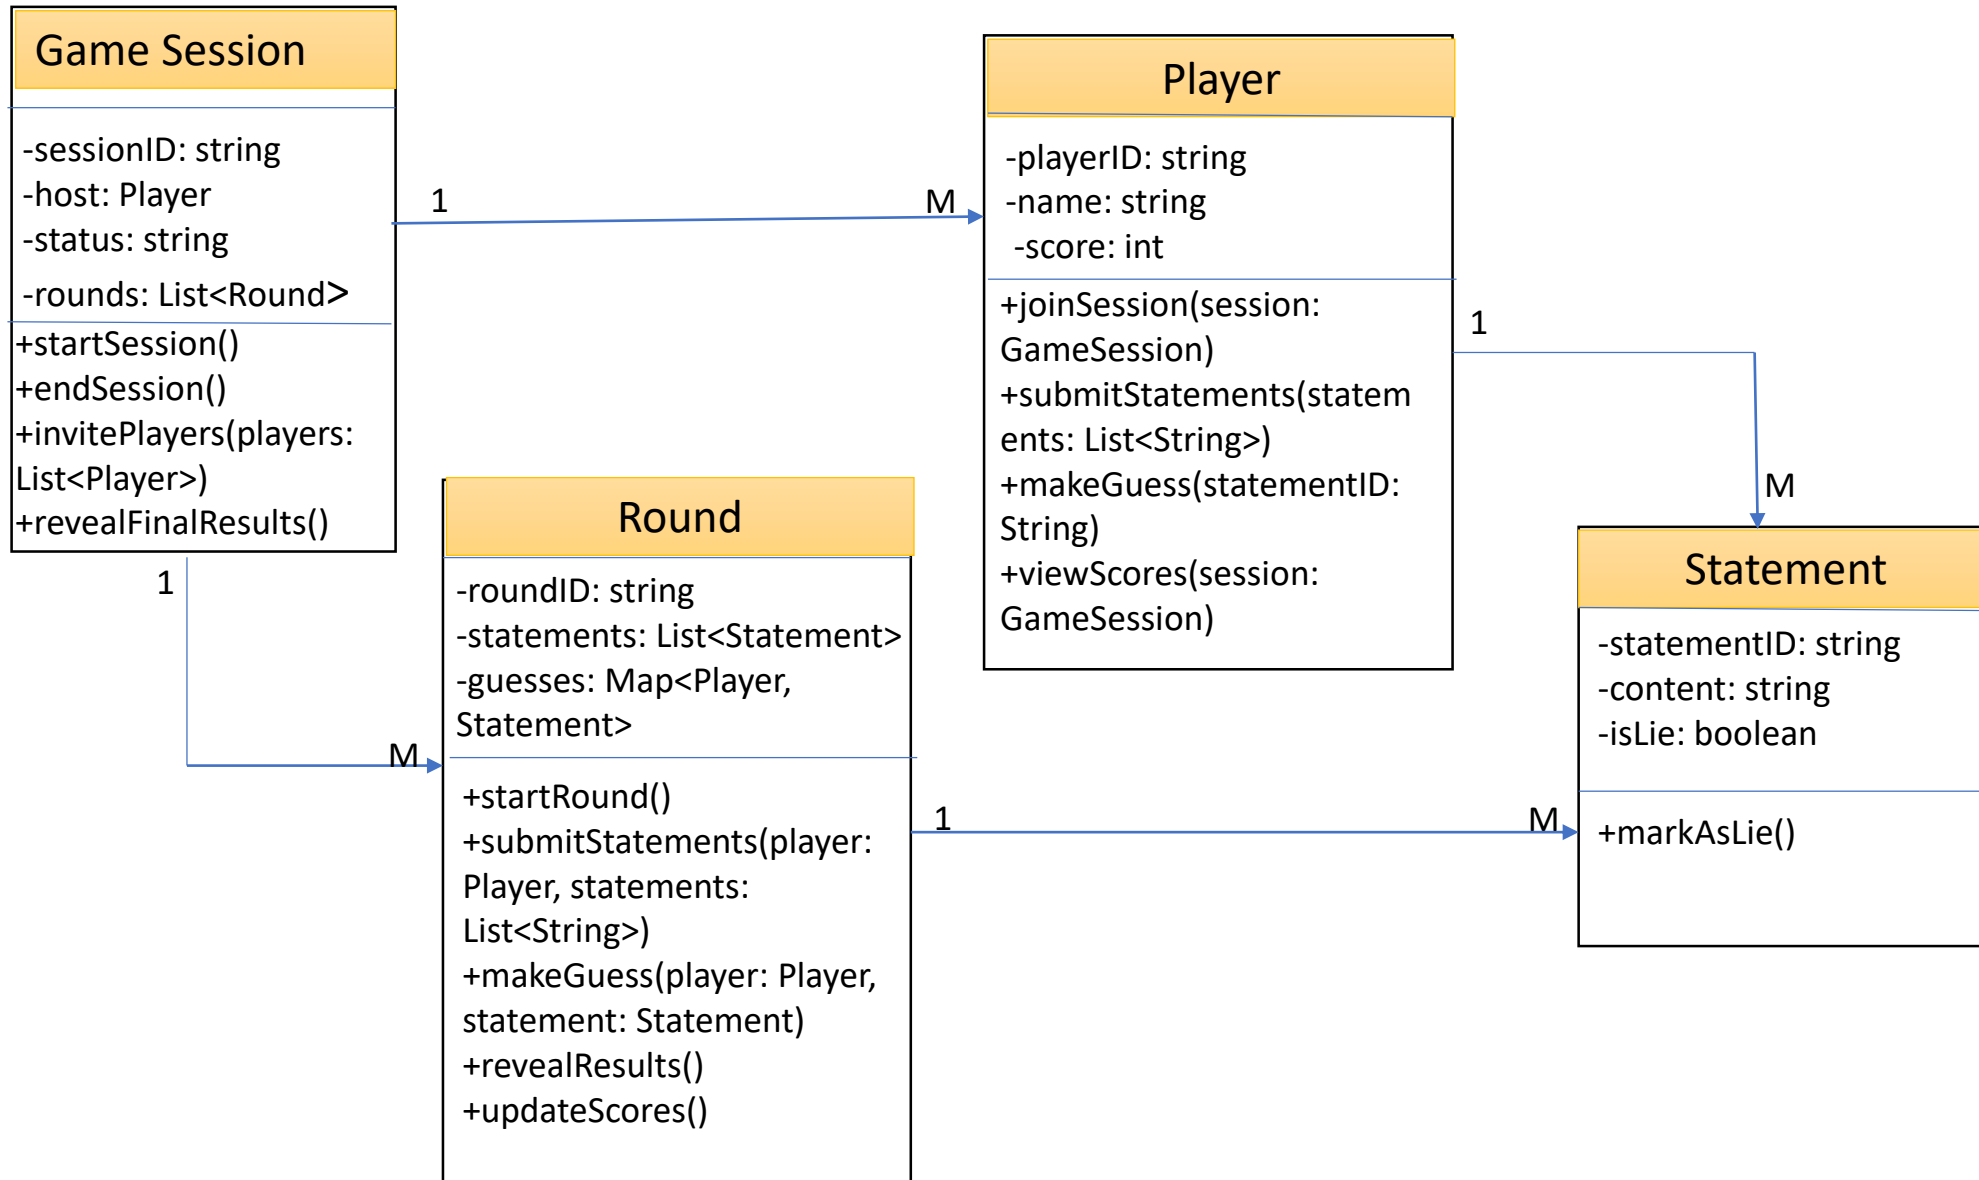 Game Session
-sessionID: string
-host: Player
-status: string
-rounds: List<Round>
+startSession()
+endSession()
+invitePlayers(players:
List<Player>)
+revealFinalResults()
1
M
Player
-playerID: string
-name: string
-score: int
+joinSession(session:
GameSession)
+submitStatements(statem
ents: List<String>)
+makeGuess(statementID:
String)
+viewScores(session:
GameSession)
1
M
1
M
Round
-roundID: string
-statements: List<Statement>
-guesses: Map<Player,
Statement>
+startRound()
+submitStatements(player:
Player, statements:
List<String>)
+makeGuess(player: Player,
statement: Statement)
+revealResults()
+updateScores()
1
M
Statement
-statementID: string
-content: string
-isLie: boolean
+markAsLie()